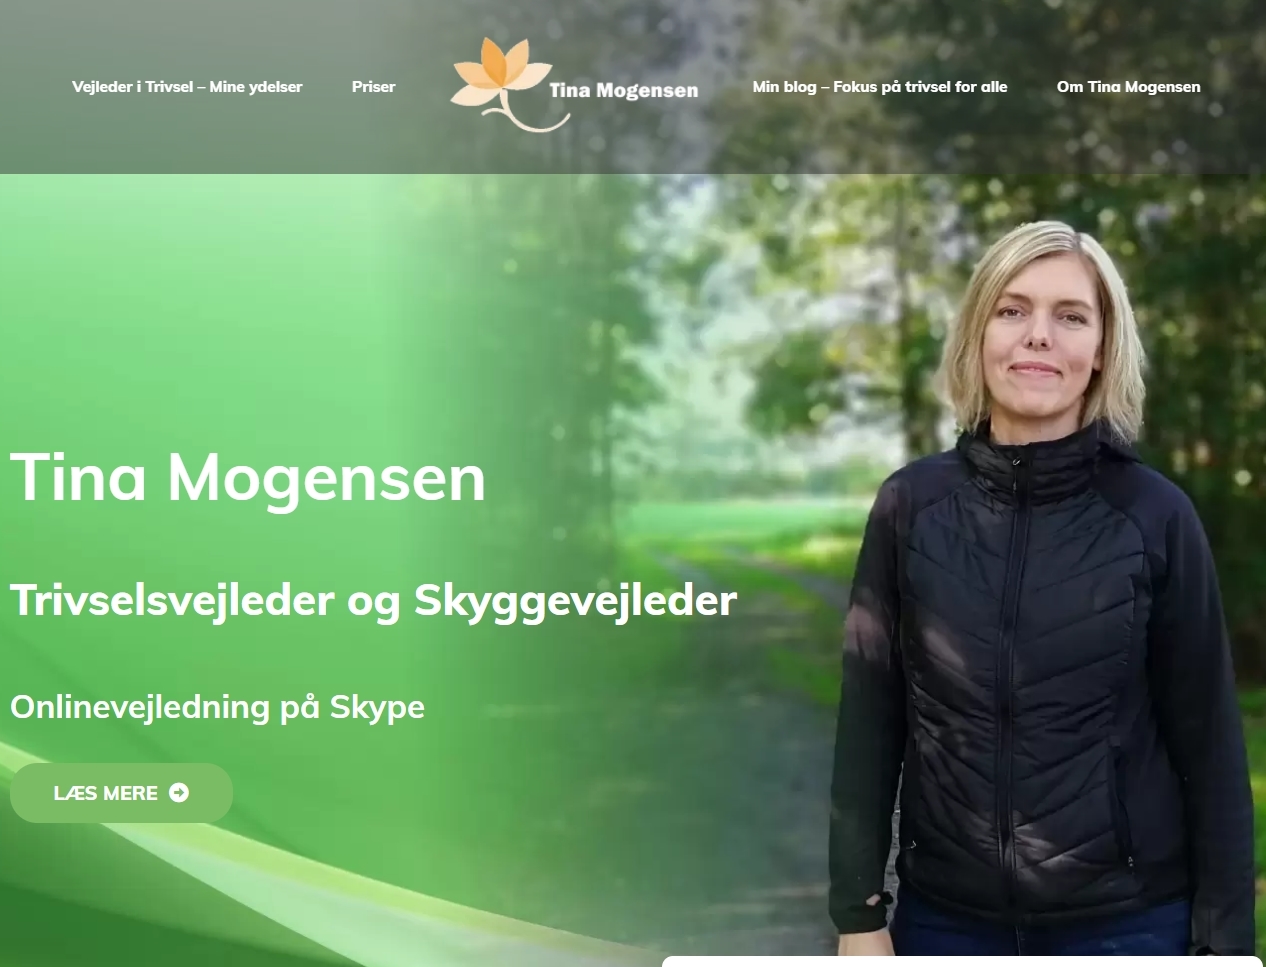 Vejleder i Trivsel – Mine ydelser
Priser
Tina Mogensen
Min blog – Fokus på trivsel for alle
Om Tina Mogensen
Tina Mogensen
Trivselsvejleder og Skyggevejleder
Onlinevejledning på Skype
LÆS MERE